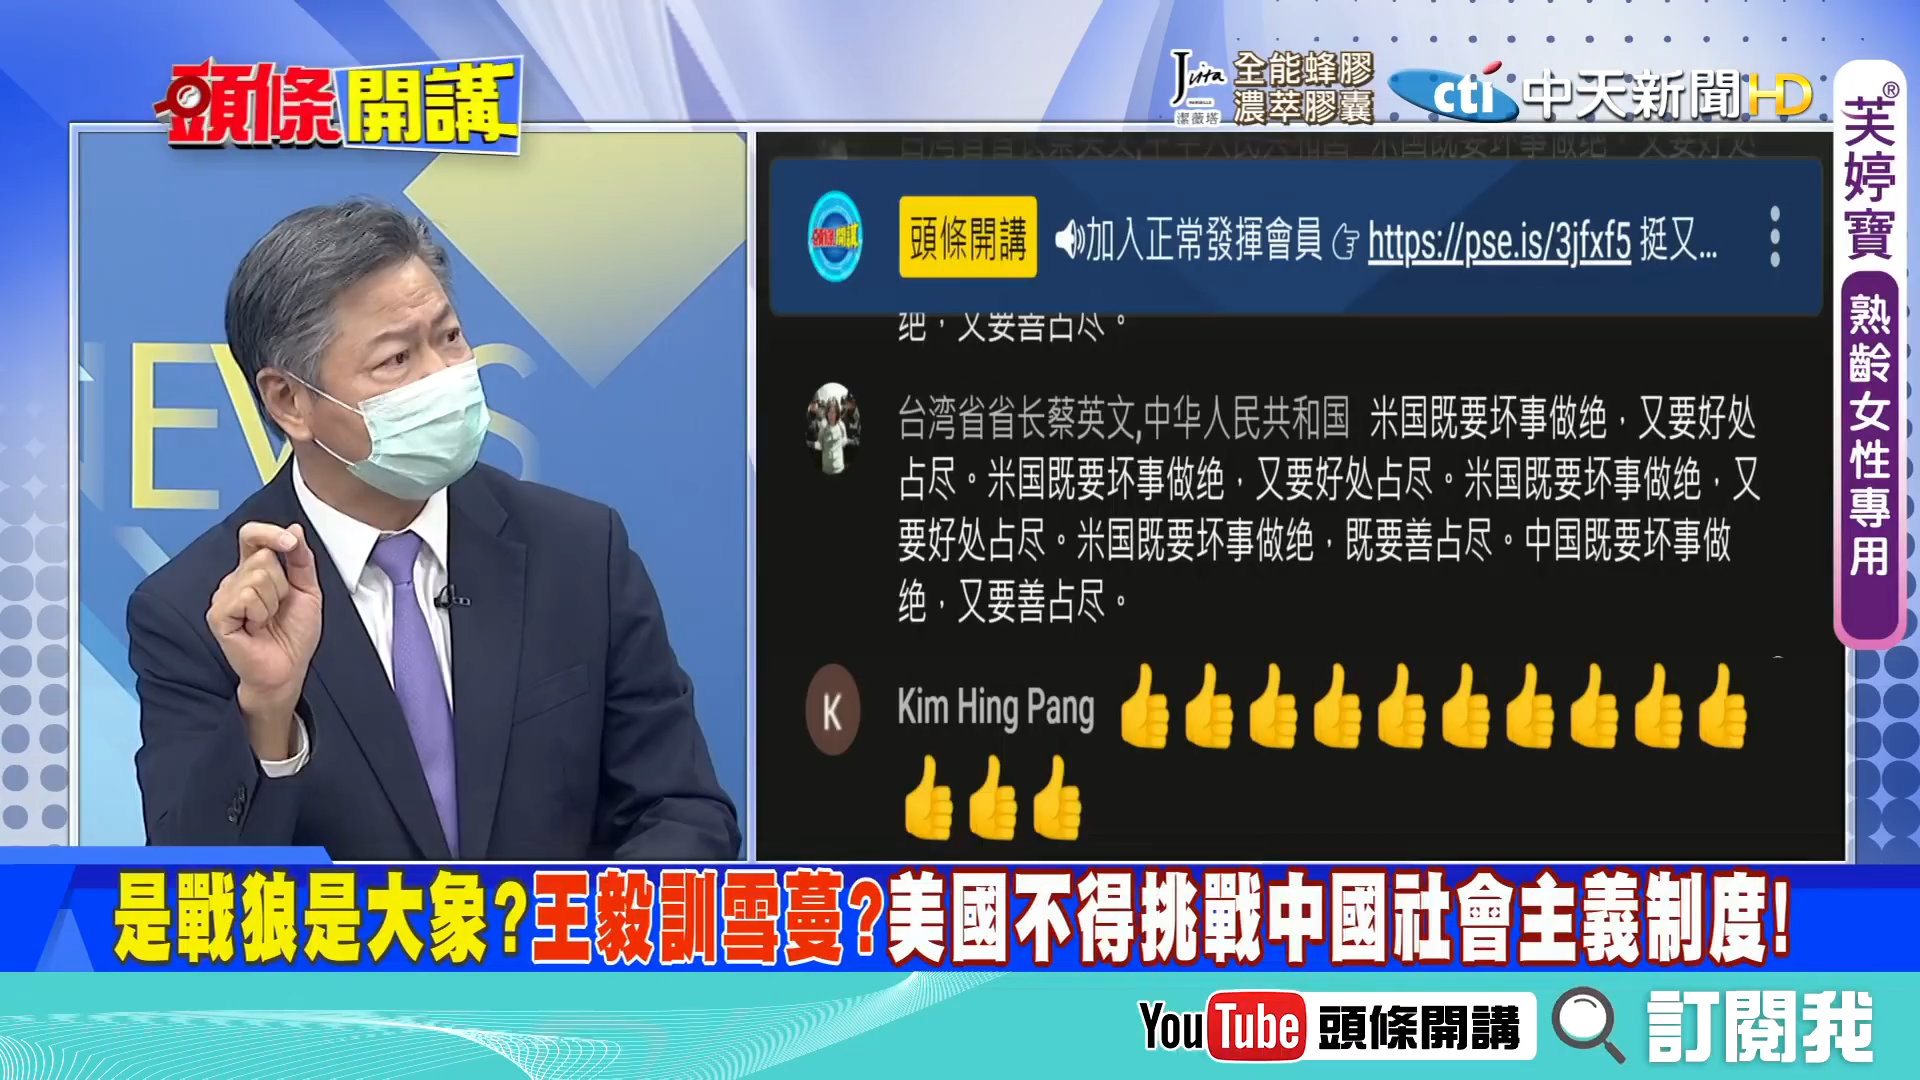 頭條開講
Jvita
潔薇塔
全能蜂膠
濃萃膠囊
cti 中天新聞HD
芙婷寶®
熟齡女性專用
NEWS
頭條開講 加入正常發揮會員 https://pse.is/3jfxf5 挺又...
绝，又要善占尽。
台湾省省长蔡英文,中华人民共和国 米国既要坏事做绝，又要好处
占尽。米国既要坏事做绝，又要好处占尽。米国既要坏事做绝，又
要好处占尽。米国既要坏事做绝，既要善占尽。中国既要坏事做
绝，又要善占尽。
K
Kim Hing Pang 👍👍👍👍👍👍👍👍👍👍
👍👍👍
是戰狼是大象?王毅訓雪蔓?美國不得挑戰中國社會主義制度!
YouTube 頭條開講 訂閱我